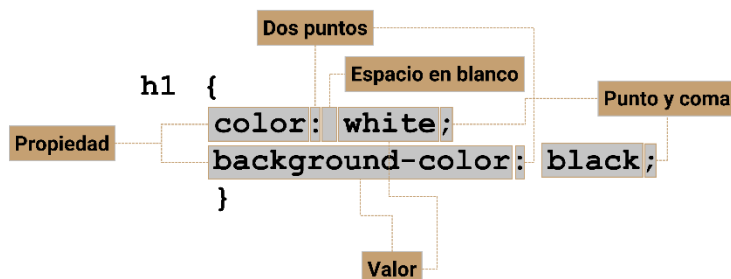 Dos puntos
Espacio en blanco
h1 {
Punto y coma
color: white;
Propiedad
background-color: black;
}
Valor